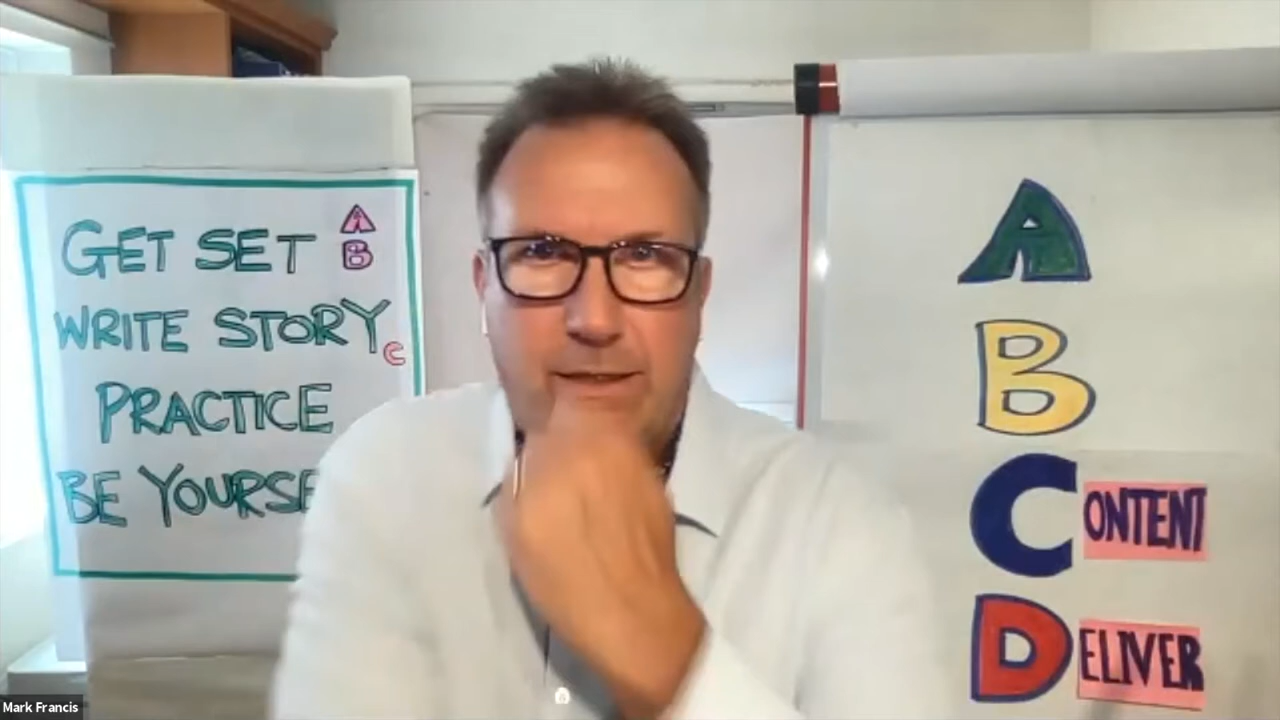 GET SET A
B
WRITE STORY C
PRACTICE
BE YOURSE
A
B
CONTENT
DELIVER
Mark Francis